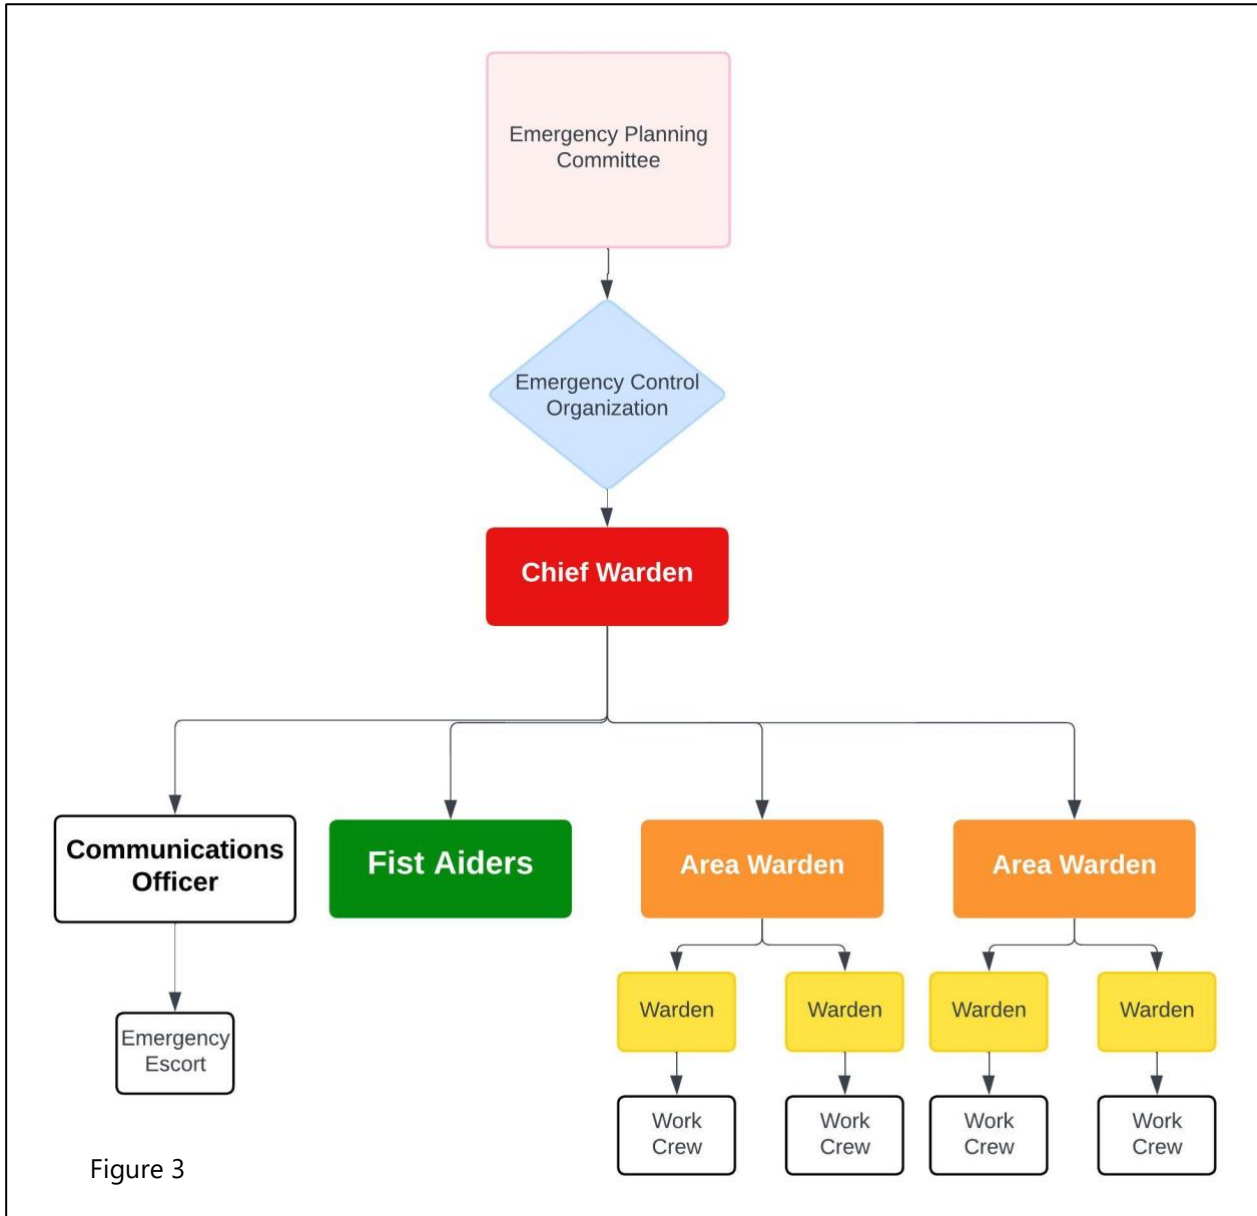 Emergency Planning
Committee
Emergency Control
Organization
Chief Warden
Communications
Officer
Fist Aiders
Area Warden
Area Warden
Emergency
Escort
Warden
Warden
Warden
Warden
Work
Crew
Work
Crew
Work
Crew
Work
Crew
Figure 3